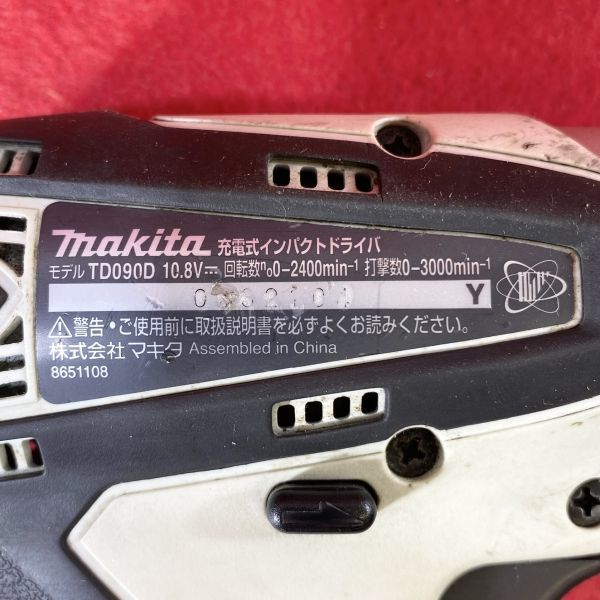 makita 充電式インパクトドライバ
モデル TD090D 10.8V⎓ 回転数n₀0-2400min⁻¹ 打撃数0-3000min⁻¹
Y
⚠警告・ご使用前に取扱説明書を必ずよくお読みください。
株式会社 マキタ Assembled in China
8651108